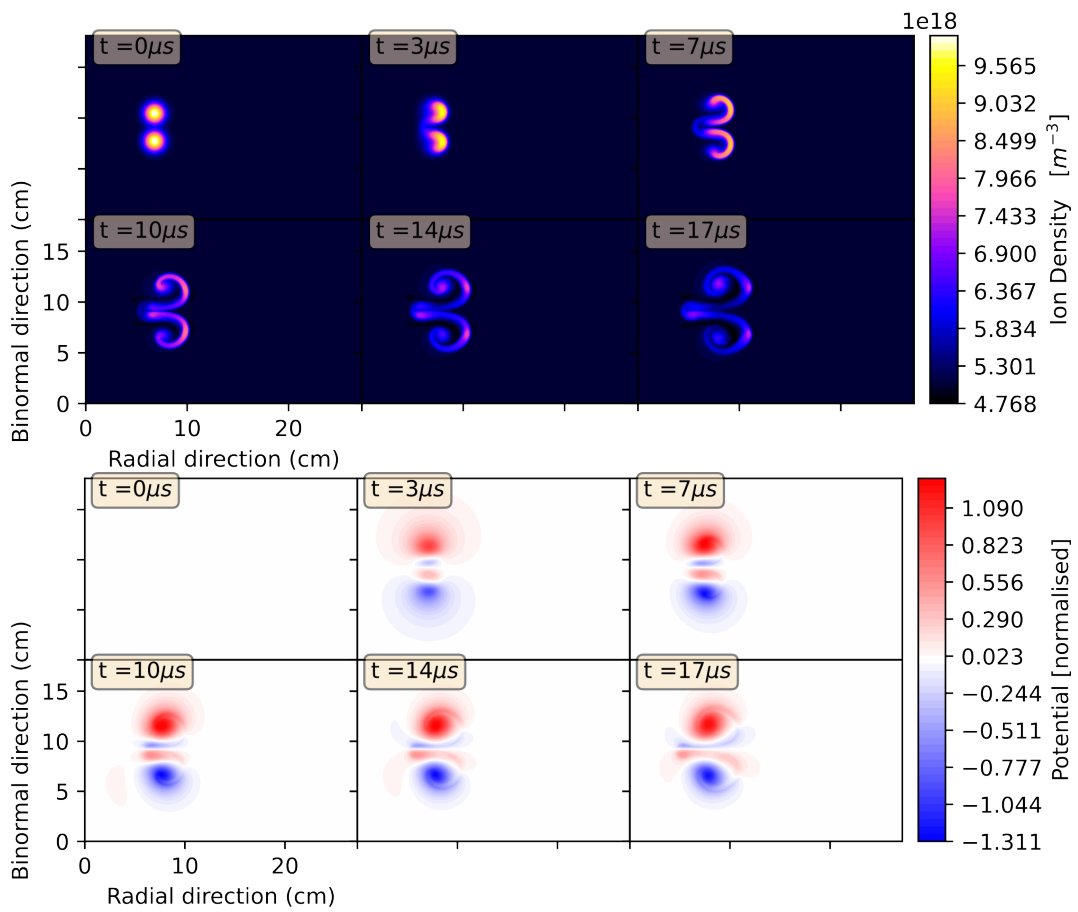 1e18
t =0μs
t =3μs
t =7μs
t =10μs
t =14μs
t =17μs
15
10
5
0
0
10
20
Binormal direction (cm)
Radial direction (cm)
9.565
9.032
8.499
7.966
7.433
6.900
6.367
5.834
5.301
4.768
Ion Density [m⁻³]
t =0μs
t =3μs
t =7μs
t =10μs
t =14μs
t =17μs
15
10
5
0
0
10
20
Binormal direction (cm)
Radial direction (cm)
1.090
0.823
0.556
0.290
0.023
−0.244
−0.511
−0.777
−1.044
−1.311
Potential [normalised]